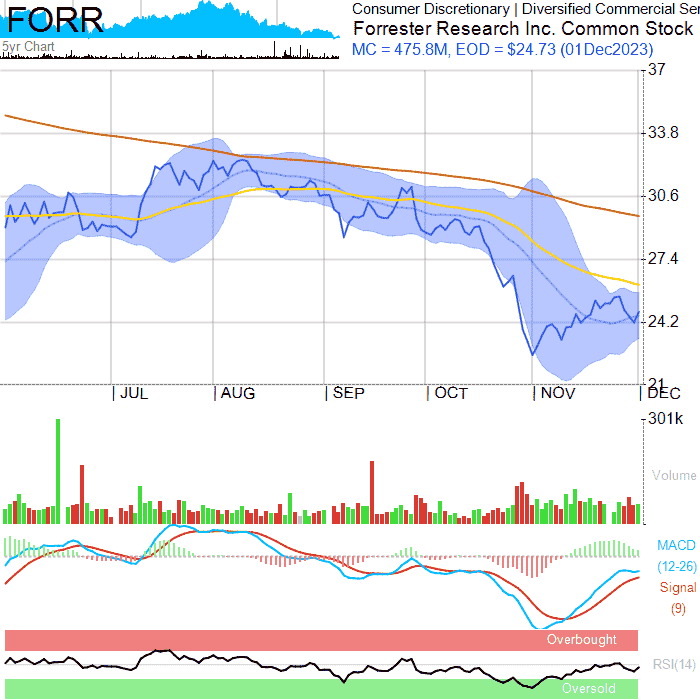 FORR
5yr Chart
Consumer Discretionary | Diversified Commercial Ser
Forrester Research Inc. Common Stock
MC = 475.8M, EOD = $24.73 (01Dec2023)
37
33.8
30.6
27.4
24.2
21
JUL
AUG
SEP
OCT
NOV
DEC
301k
Volume
MACD
(12-26)
Signal
(9)
Overbought
RSI(14)
Oversold